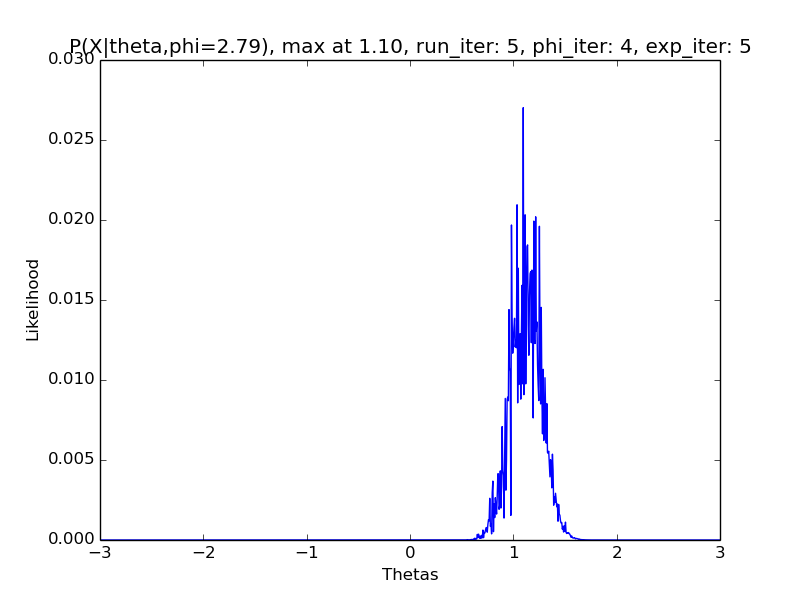 P(X|theta,phi=2.79), max at 1.10, run_iter: 5, phi_iter: 4, exp_iter: 5
0.030
0.025
0.020
0.015
0.010
0.005
0.000
Likelihood
−3 −2 −1 0 1 2 3
Thetas